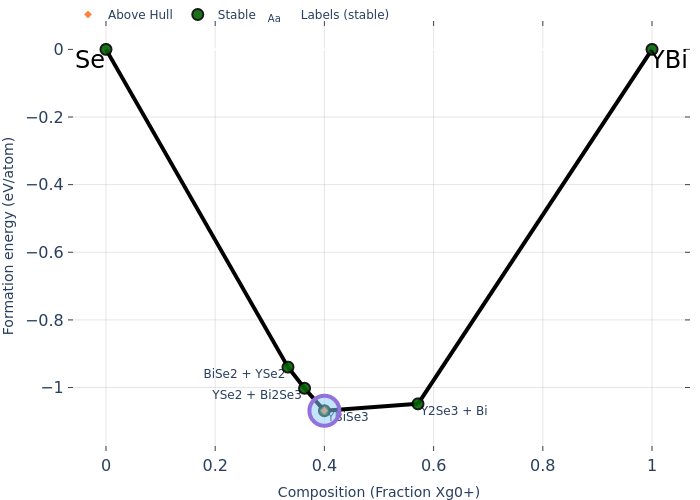 Above Hull Stable Aa Labels (stable)
0
−0.2
−0.4
−0.6
−0.8
−1
Formation energy (eV/atom)
Se
YBi
BiSe2 + YSe2
YSe2 + Bi2Se3
YBiSe3
Y2Se3 + Bi
0 0.2 0.4 0.6 0.8 1
Composition (Fraction Xg0+)